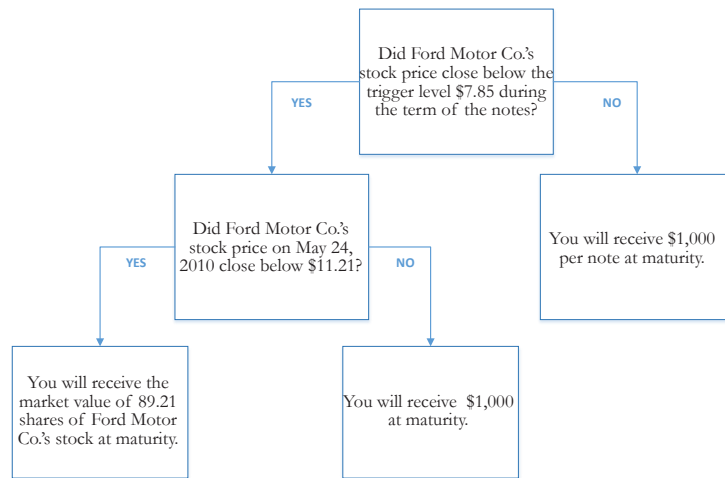 Did Ford Motor Co.'s
stock price close below the
trigger level $7.85 during
the term of the notes?
YES
NO
Did Ford Motor Co.'s
stock price on May 24,
2010 close below $11.21?
You will receive $1,000
per note at maturity.
YES
NO
You will receive the
market value of 89.21
shares of Ford Motor
Co.'s stock at maturity.
You will receive $1,000
at maturity.